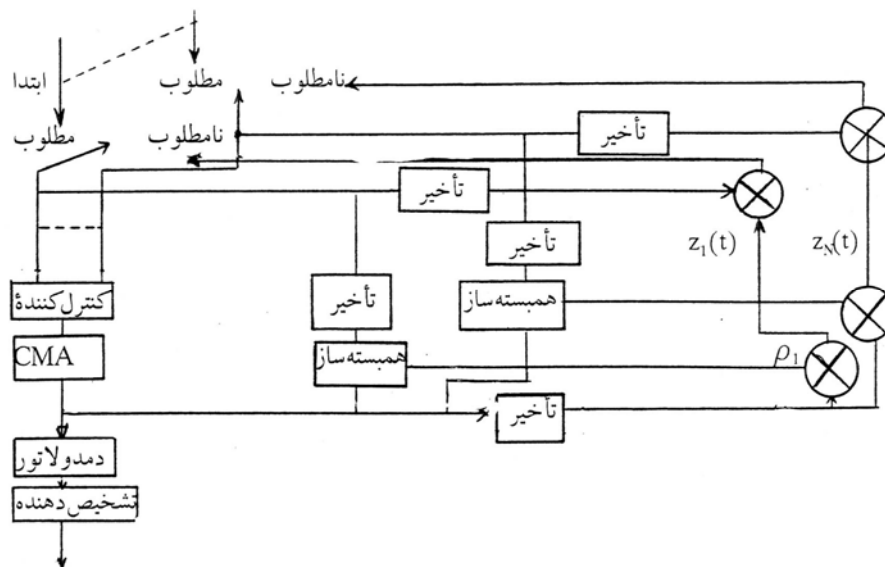 ابتدا
مطلوب
نامطلوب
مطلوب
نامطلوب
تأخیر
تأخیر
تأخیر
z₁(t)
z_N(t)
تأخیر
همبسته‌ساز
کنترل‌کنندهٔ
CMA
همبسته‌ساز
ρ₁
تأخیر
دمدولاتور
تشخیص‌دهنده